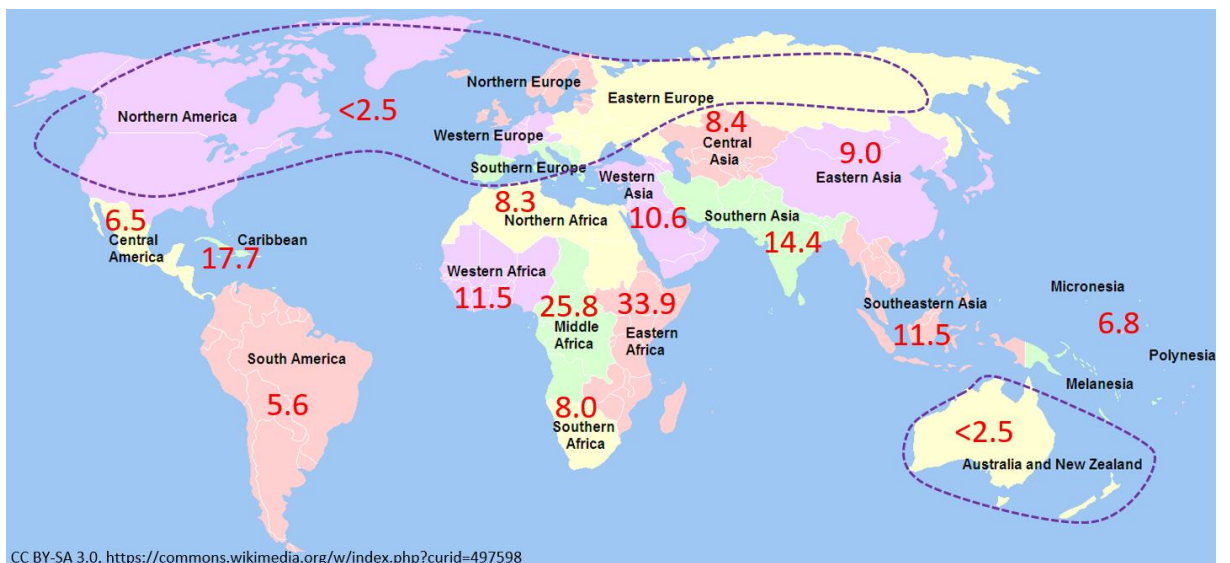 Northern Europe
Eastern Europe
Northern America
<2.5
Western Europe
8.4
Central
Asia
9.0
Eastern Asia
Southern Europe
Western
Asia
10.6
8.3
Northern Africa
Southern Asia
14.4
6.5
Central
America
Caribbean
17.7
Western Africa
11.5
25.8
Middle
Africa
33.9
Eastern
Africa
Southeastern Asia
11.5
Micronesia
6.8
Polynesia
Melanesia
South America
5.6
8.0
Southern
Africa
<2.5
Australia and New Zealand
CC BY-SA 3.0, https://commons.wikimedia.org/w/index.php?curid=497598